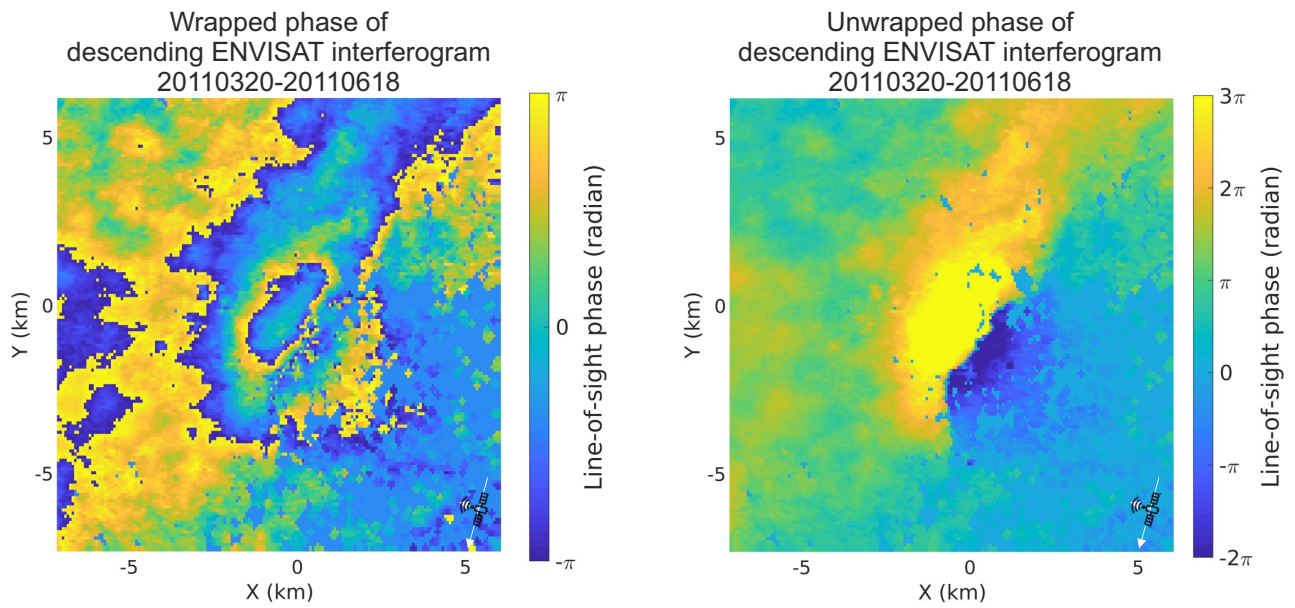 Wrapped phase of
descending ENVISAT interferogram
20110320-20110618
π
5
0
-5
Y (km)
-5
0
5
X (km)
0
-π
Line-of-sight phase (radian)
Unwrapped phase of
descending ENVISAT interferogram
20110320-20110618
3π
2π
π
0
-π
-2π
5
0
-5
Y (km)
-5
0
5
X (km)
Line-of-sight phase (radian)